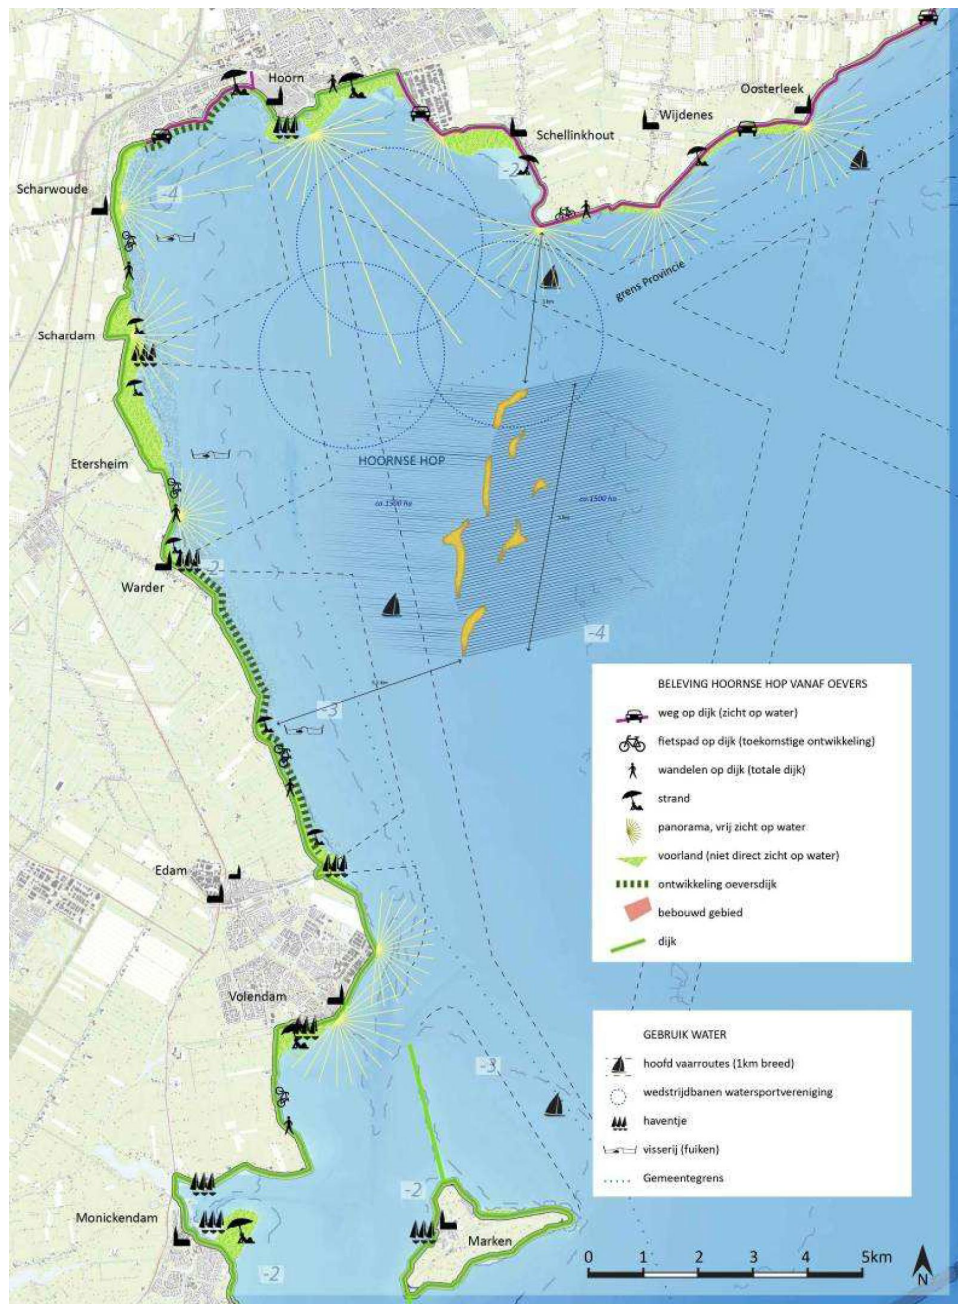 Hoorn
Oosterleek
Wijdenes
Schellinkhout
-2
Scharwoude
-4
grens Provincie
Schardam
HOORNSE HOP
Etersheim
ca 1500 ha
ca 1500 ha
-2
Warder
-4
-3
BELEVING HOORNSE HOP VANAF OEVERS
weg op dijk (zicht op water)
fietspad op dijk (toekomstige ontwikkeling)
wandelen op dijk (totale dijk)
strand
panorama, vrij zicht op water
voorland (niet direct zicht op water)
ontwikkeling oeversdijk
bebouwd gebied
dijk
Edam
Volendam
GEBRUIK WATER
hoofd vaarroutes (1km breed)
wedstrijdbanen watersportvereniging
haventje
visserij (fuiken)
Gemeentegrens
-3
-2
Monickendam
Marken
-2
0 1 2 3 4 5km
N